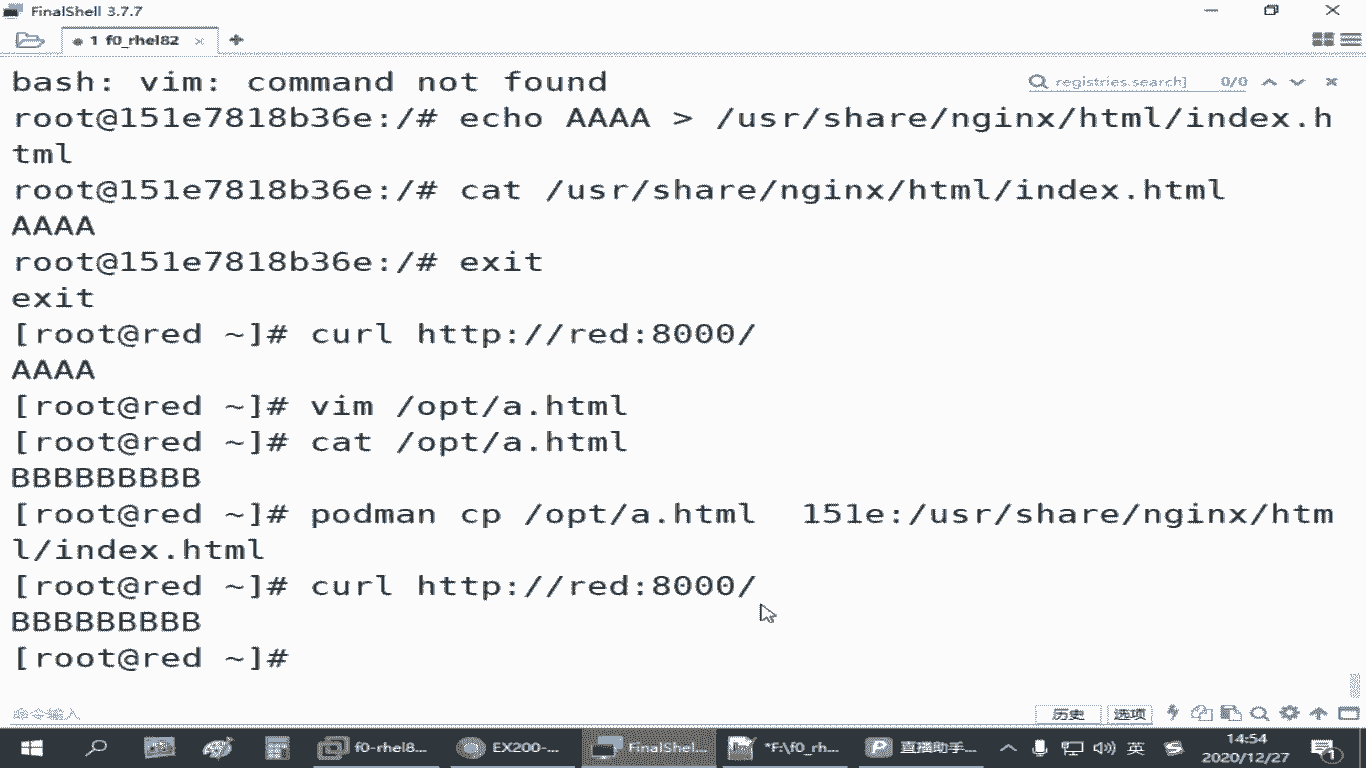 FinalShell 3.7.7
1 f0_rhel82
bash: vim: command not found
registries.search] 0/0
root@151e7818b36e:/# echo AAAA > /usr/share/nginx/html/index.h
tml
root@151e7818b36e:/# cat /usr/share/nginx/html/index.html
AAAA
root@151e7818b36e:/# exit
exit
[root@red ~]# curl http://red:8000/
AAAA
[root@red ~]# vim /opt/a.html
[root@red ~]# cat /opt/a.html
BBBBBBBBB
[root@red ~]# podman cp /opt/a.html  151e:/usr/share/nginx/htm
l/index.html
[root@red ~]# curl http://red:8000/
BBBBBBBBB
[root@red ~]#
命令输入
历史 选项
f0-rhel8... EX200-... FinalShel... *F:\f0_rh... 直播助手... 英 14:54
2020/12/27
1